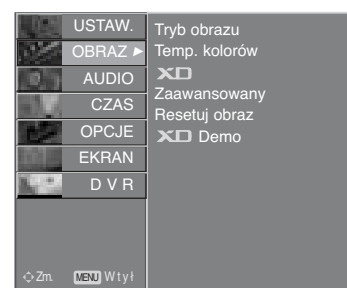 USTAW.
OBRAZ ►
AUDIO
CZAS
OPCJE
EKRAN
D V R
Zm. MENU Wtył
Tryb obrazu
Temp. kolorów
XD
Zaawansowany
Resetuj obraz
XD Demo